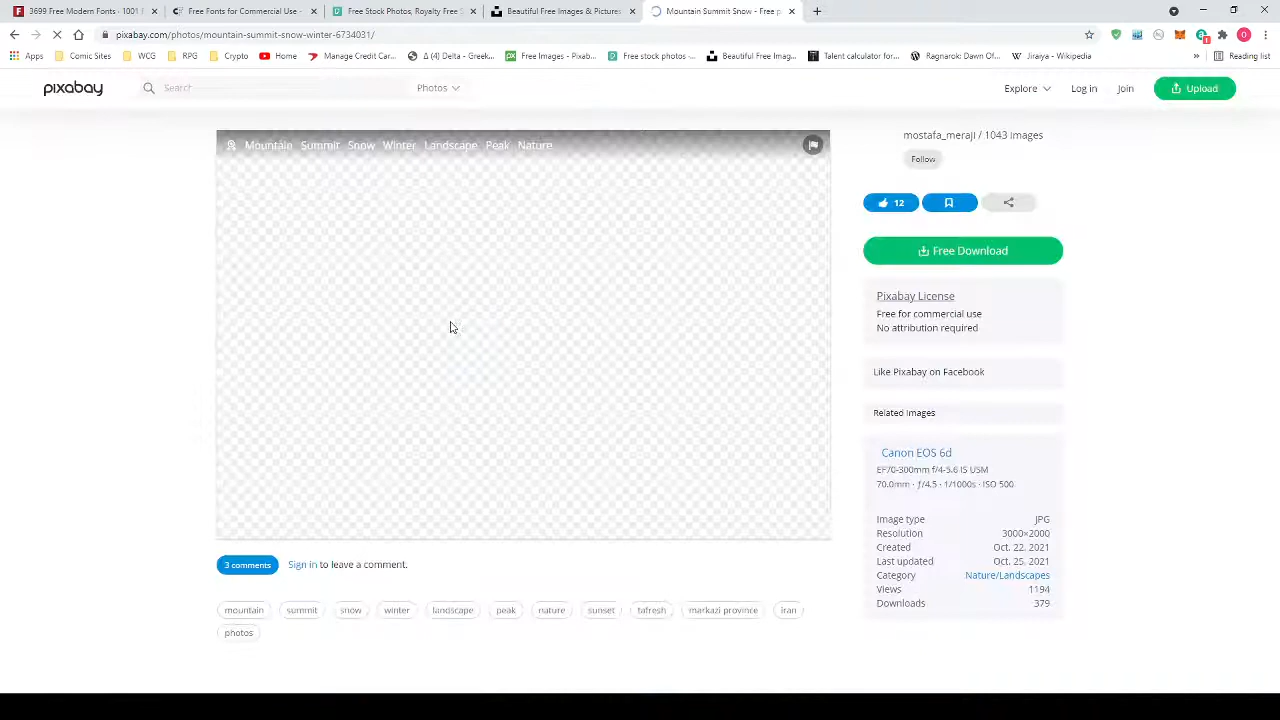 3699 Free Modern Fonts - 1001 F
Free Fonts for Commercial Use -
Free Stock Photos, Royalty Free S
Beautiful Free Images & Pictures
Mountain Summit Snow - Free p
pixabay.com/photos/mountain-summit-snow-winter-6734031/
Apps Comic Sites WCG RPG Crypto Home Manage Credit Car... Δ (4) Delta - Greek... Free Images - Pixab... Free stock photos -... Beautiful Free Imag... Talent calculator for... Ragnarok: Dawn Of... Jiraya - Wikipedia » Reading list
pixabay Search Photos Explore Log in Join Upload
Mountain Summit Snow Winter Landscape Peak Nature
mostafa_meraji / 1043 images
Follow
12
Free Download
Pixabay License
Free for commercial use
No attribution required
Like Pixabay on Facebook
Related Images
Canon EOS 6d
EF70-300mm f/4-5.6 IS USM
70.0mm · ƒ/4.5 · 1/1000s · ISO 500
Image type JPG
Resolution 3000×2000
Created Oct. 22, 2021
Last updated Oct. 25, 2021
Category Nature/Landscapes
Views 1194
Downloads 379
3 comments Sign in to leave a comment.
mountain summit snow winter landscape peak nature sunset tafresh markazi province iran
photos